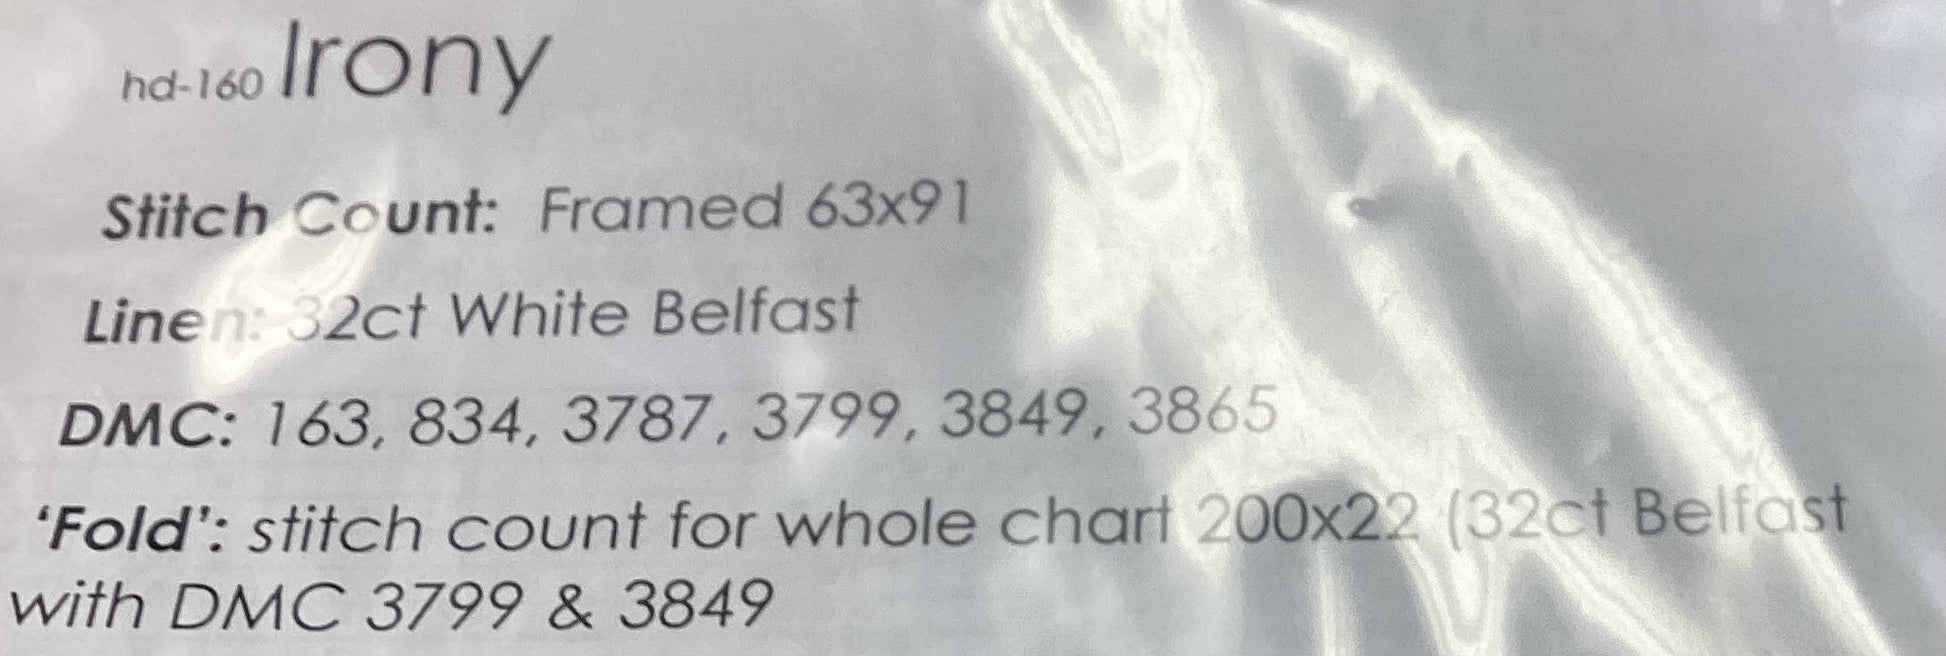 hd-160 Irony
Stitch Count: Framed 63x91
Linen: 32ct White Belfast
DMC: 163, 834, 3787, 3799, 3849, 3865
‘Fold’: stitch count for whole chart 200x22 (32ct Belfast
with DMC 3799 & 3849